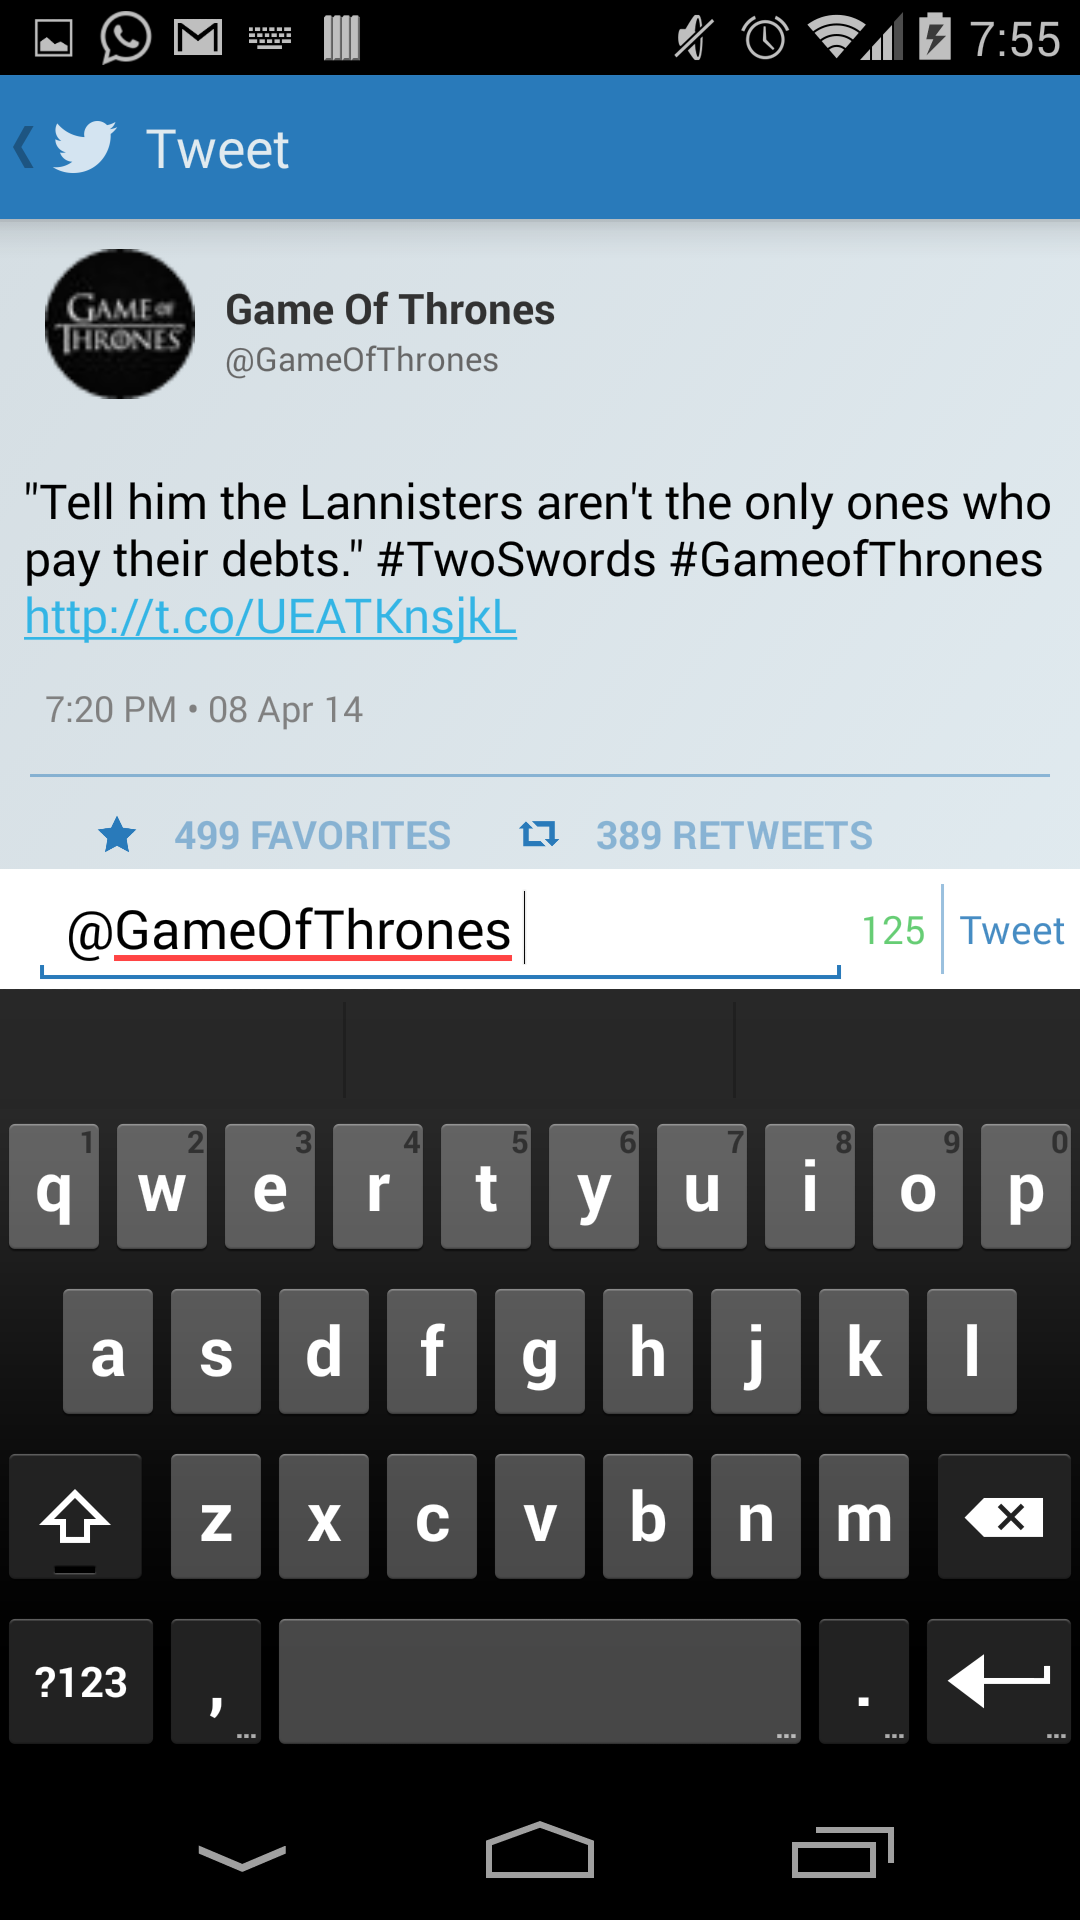 7:55
Tweet
GAME OF
THRONES
Game Of Thrones
@GameOfThrones
"Tell him the Lannisters aren't the only ones who
pay their debts." #TwoSwords #GameofThrones
http://t.co/UEATKnsjkL
7:20 PM • 08 Apr 14
499 FAVORITES 389 RETWEETS
@GameOfThrones 125 Tweet
1 2 3 4 5 6 7 8 9 0
q w e r t y u i o p
a s d f g h j k l
z x c v b n m
?123 , .